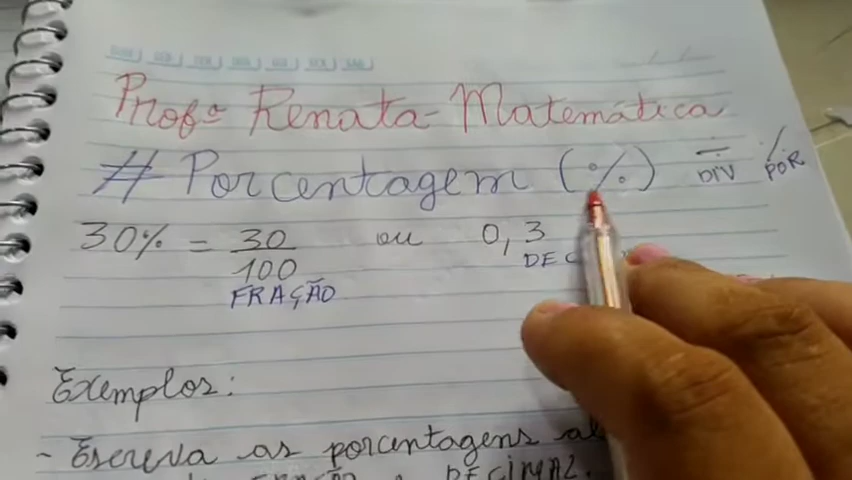 Profª Renata - Matemática
# Porcentagem (%) ÷ DIV / POR
30% = 30/100 ou 0,3
FRAÇÃO DEC
Exemplos:
- Escreva as porcentagens
FRAÇÃO DECIMAL.